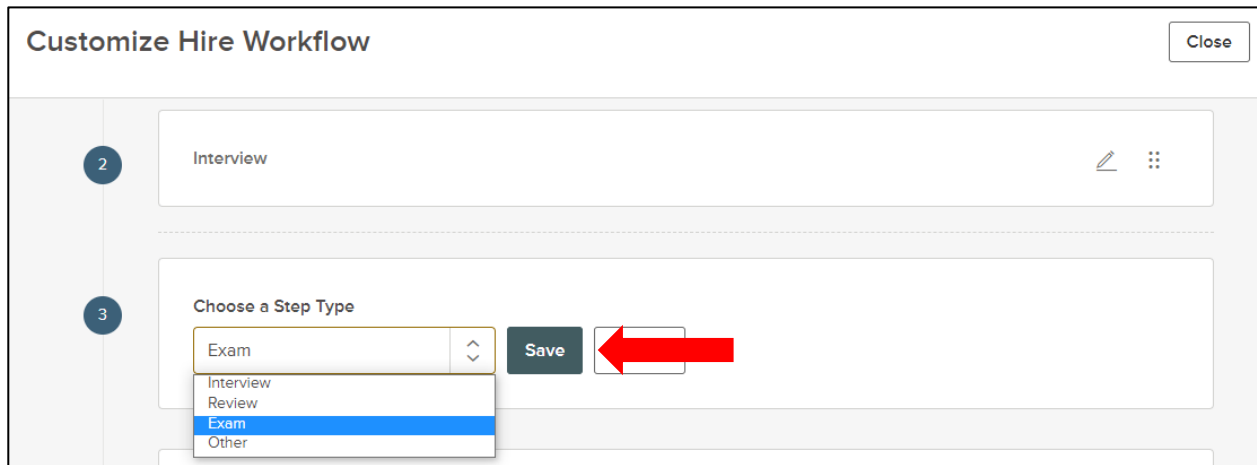 Customize Hire Workflow
Close
2
Interview
3
Choose a Step Type
Exam
Save
Interview
Review
Exam
Other